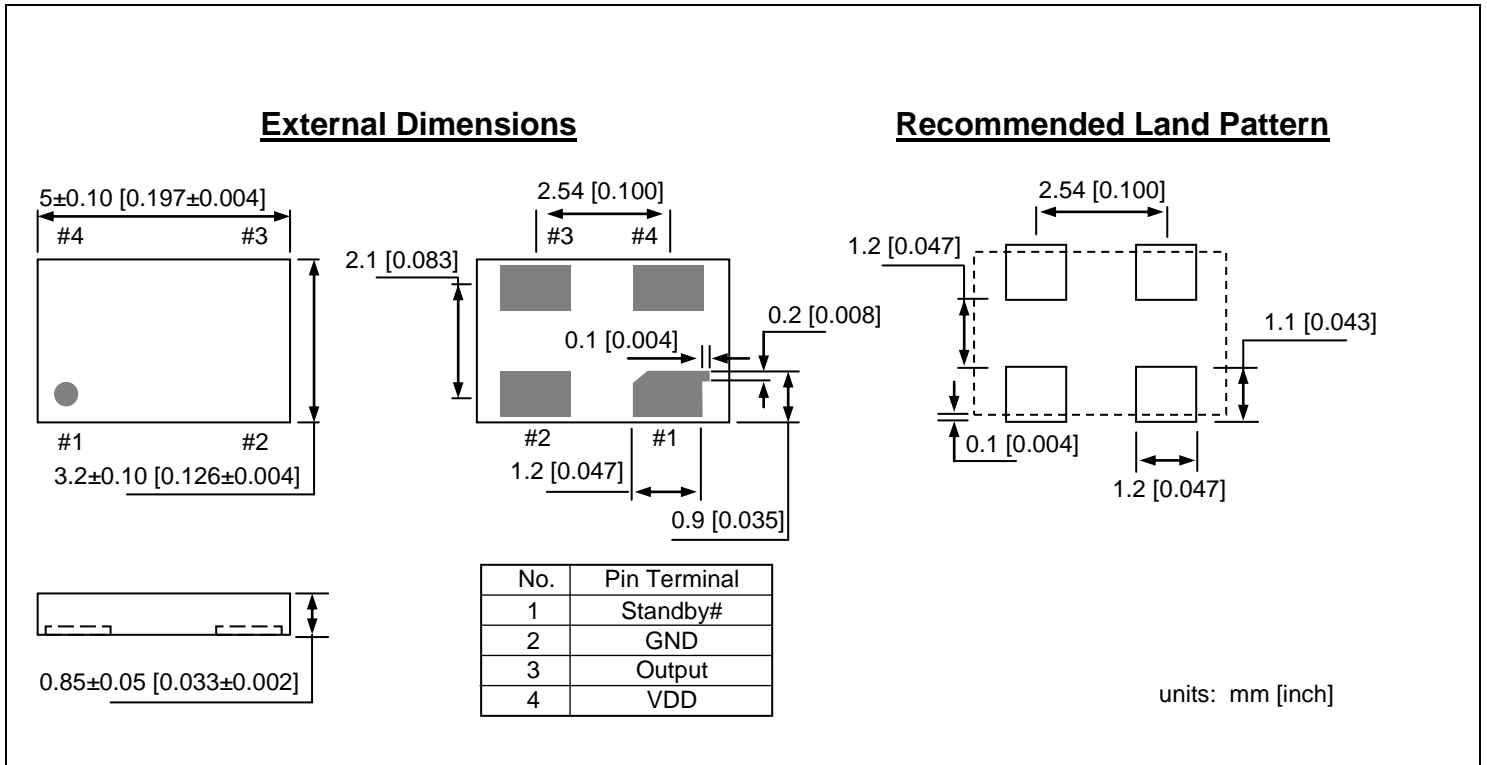 External Dimensions
Recommended Land Pattern
5±0.10 [0.197±0.004]
#4 #3
#1 #2
3.2±0.10 [0.126±0.004]
0.85±0.05 [0.033±0.002]
2.54 [0.100]
#3 #4
2.1 [0.083]
0.2 [0.008]
0.1 [0.004]
#2 #1
1.2 [0.047]
0.9 [0.035]
No. Pin Terminal
1 Standby#
2 GND
3 Output
4 VDD
2.54 [0.100]
1.2 [0.047]
1.1 [0.043]
0.1 [0.004]
1.2 [0.047]
units: mm [inch]